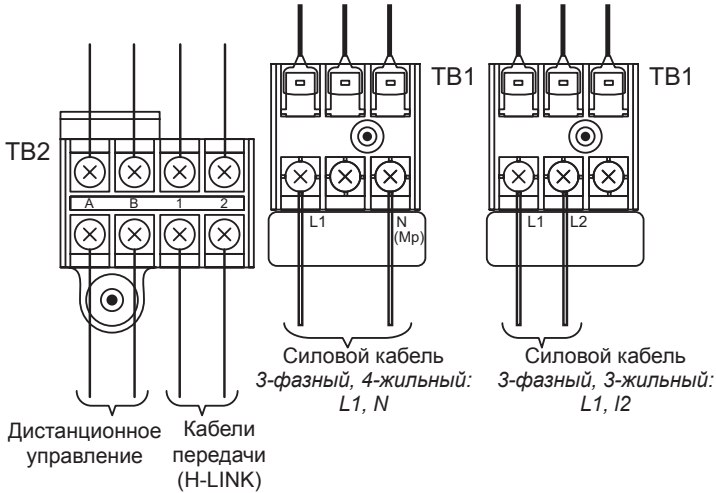 TB2
A B 1 2
Дистанционное
управление
Кабели
передачи
(H-LINK)
TB1
L1 N
(Mp)
Силовой кабель
3-фазный, 4-жильный:
L1, N
TB1
L1 L2
Силовой кабель
3-фазный, 3-жильный:
L1, l2